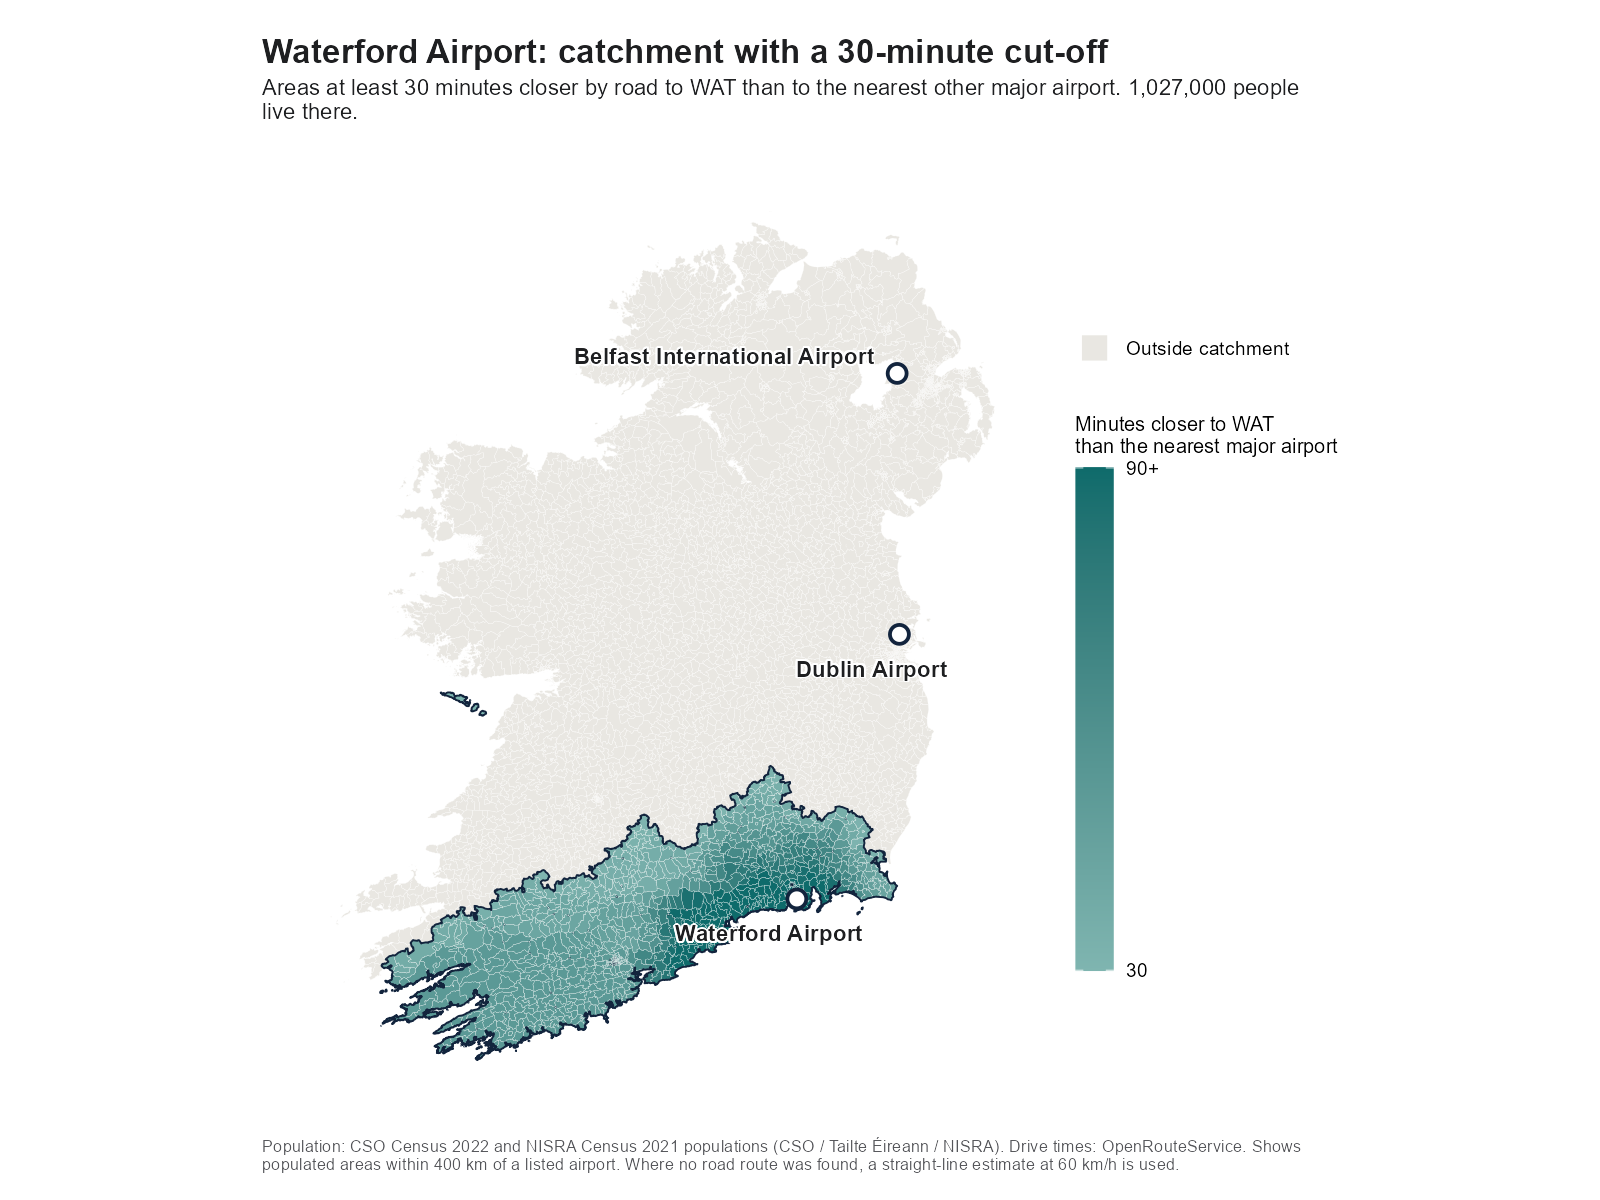 Waterford Airport: catchment with a 30-minute cut-off
Areas at least 30 minutes closer by road to WAT than to the nearest other major airport. 1,027,000 people
live there.
Belfast International Airport
Outside catchment
Minutes closer to WAT
than the nearest major airport
90+
Dublin Airport
Waterford Airport
30
Population: CSO Census 2022 and NISRA Census 2021 populations (CSO / Tailte Éireann / NISRA). Drive times: OpenRouteService. Shows
populated areas within 400 km of a listed airport. Where no road route was found, a straight-line estimate at 60 km/h is used.